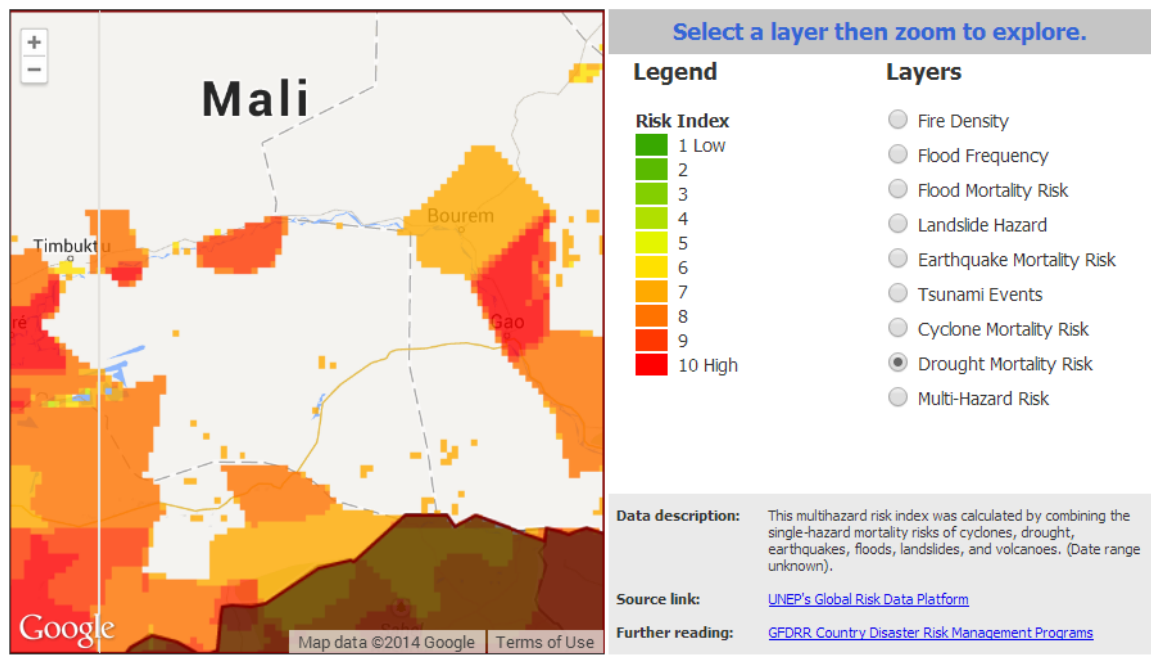 +
−
Mali
Bourem
Timbuktu
ré
Gao
Google
Map data ©2014 Google
Terms of Use
Select a layer then zoom to explore.
Legend
Risk Index
1 Low
2
3
4
5
6
7
8
9
10 High
Layers
Fire Density
Flood Frequency
Flood Mortality Risk
Landslide Hazard
Earthquake Mortality Risk
Tsunami Events
Cyclone Mortality Risk
Drought Mortality Risk
Multi-Hazard Risk
Data description:
This multihazard risk index was calculated by combining the
single-hazard mortality risks of cyclones, drought,
earthquakes, floods, landslides, and volcanoes. (Date range
unknown).
Source link:
UNEP's Global Risk Data Platform
Further reading:
GFDRR Country Disaster Risk Management Programs